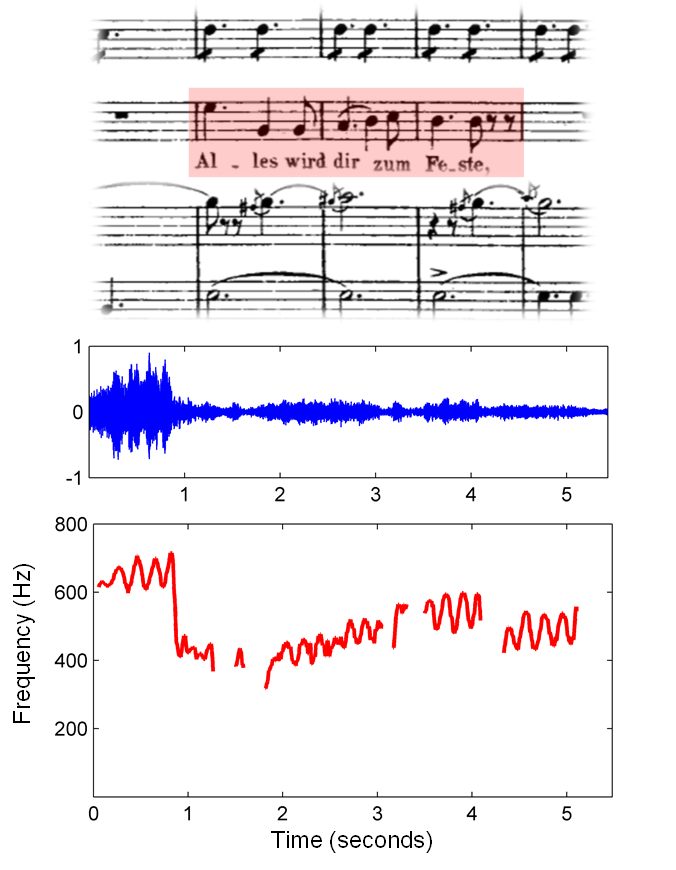 Al - les wird dir zum Fe-ste,
1
0
-1
1 2 3 4 5
800
600
400
200
Frequency (Hz)
0 1 2 3 4 5
Time (seconds)